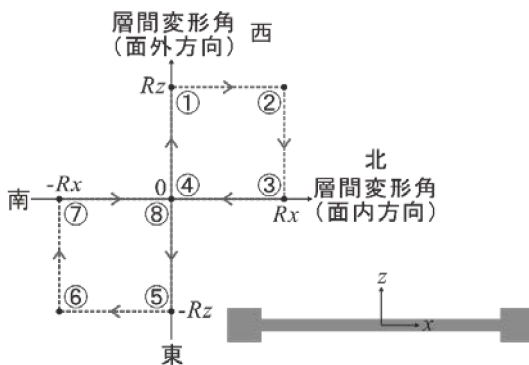 層間変形角 西
(面外方向)
Rz ① ②
北
-Rx 0 ④ ③ 層間変形角
南 ⑦ ⑧ Rx (面内方向)
⑥ ⑤ -Rz
東
z
x